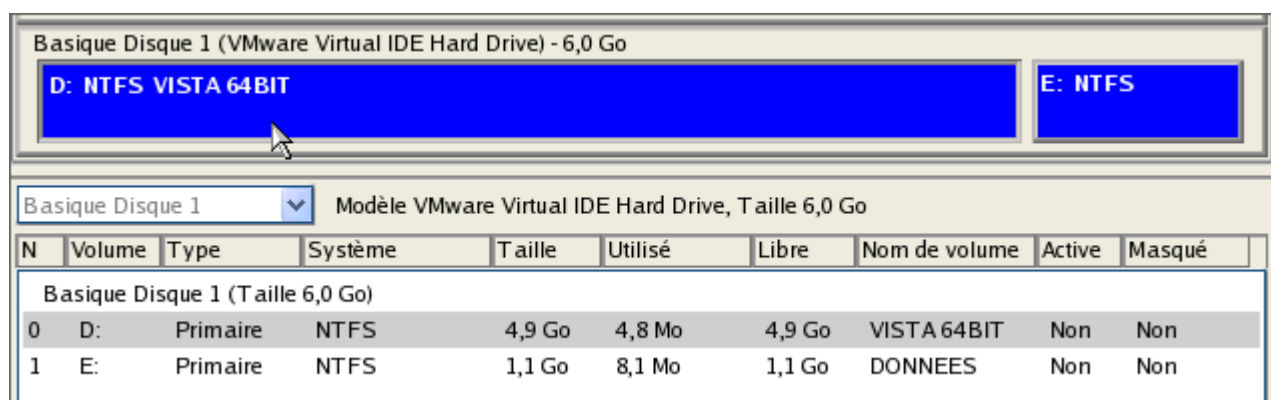 Basique Disque 1 (VMware Virtual IDE Hard Drive) - 6,0 Go
D: NTFS VISTA 64BIT E: NTFS
Basique Disque 1 Modèle VMware Virtual IDE Hard Drive, Taille 6,0 Go
N Volume Type Système Taille Utilisé Libre Nom de volume Active Masqué
Basique Disque 1 (Taille 6,0 Go)
0 D: Primaire NTFS 4,9 Go 4,8 Mo 4,9 Go VISTA 64BIT Non Non
1 E: Primaire NTFS 1,1 Go 8,1 Mo 1,1 Go DONNEES Non Non